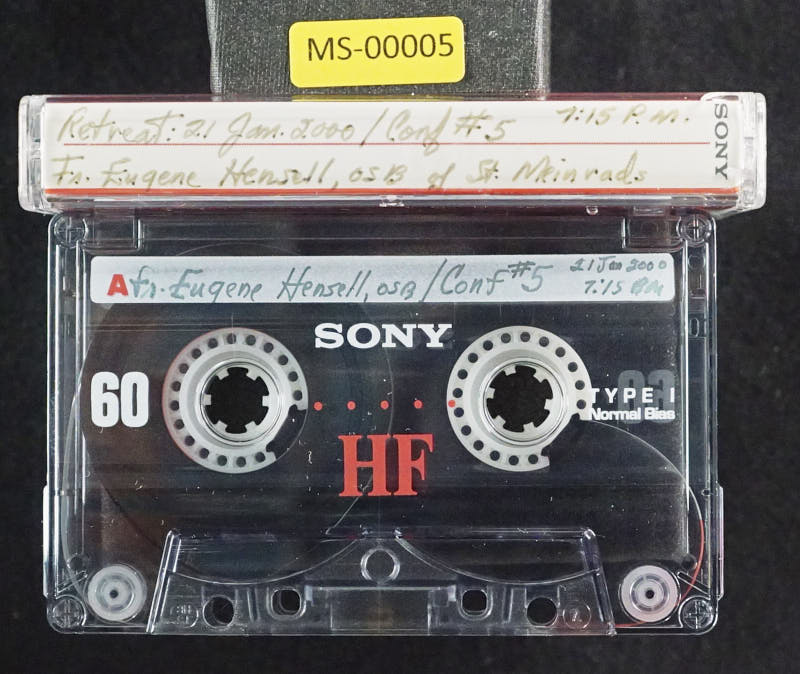 MS-00005
Retreat: 21 Jan. 2000 / Conf #5 7:15 P.M.
SONY
Fr. Eugene Hensell, OSB of St. Meinrads
A Fr. Eugene Hensell, OSB / Conf #5 21 Jan 2000
7:15 PM
SONY
60
TYPE I
Normal Bias
HF